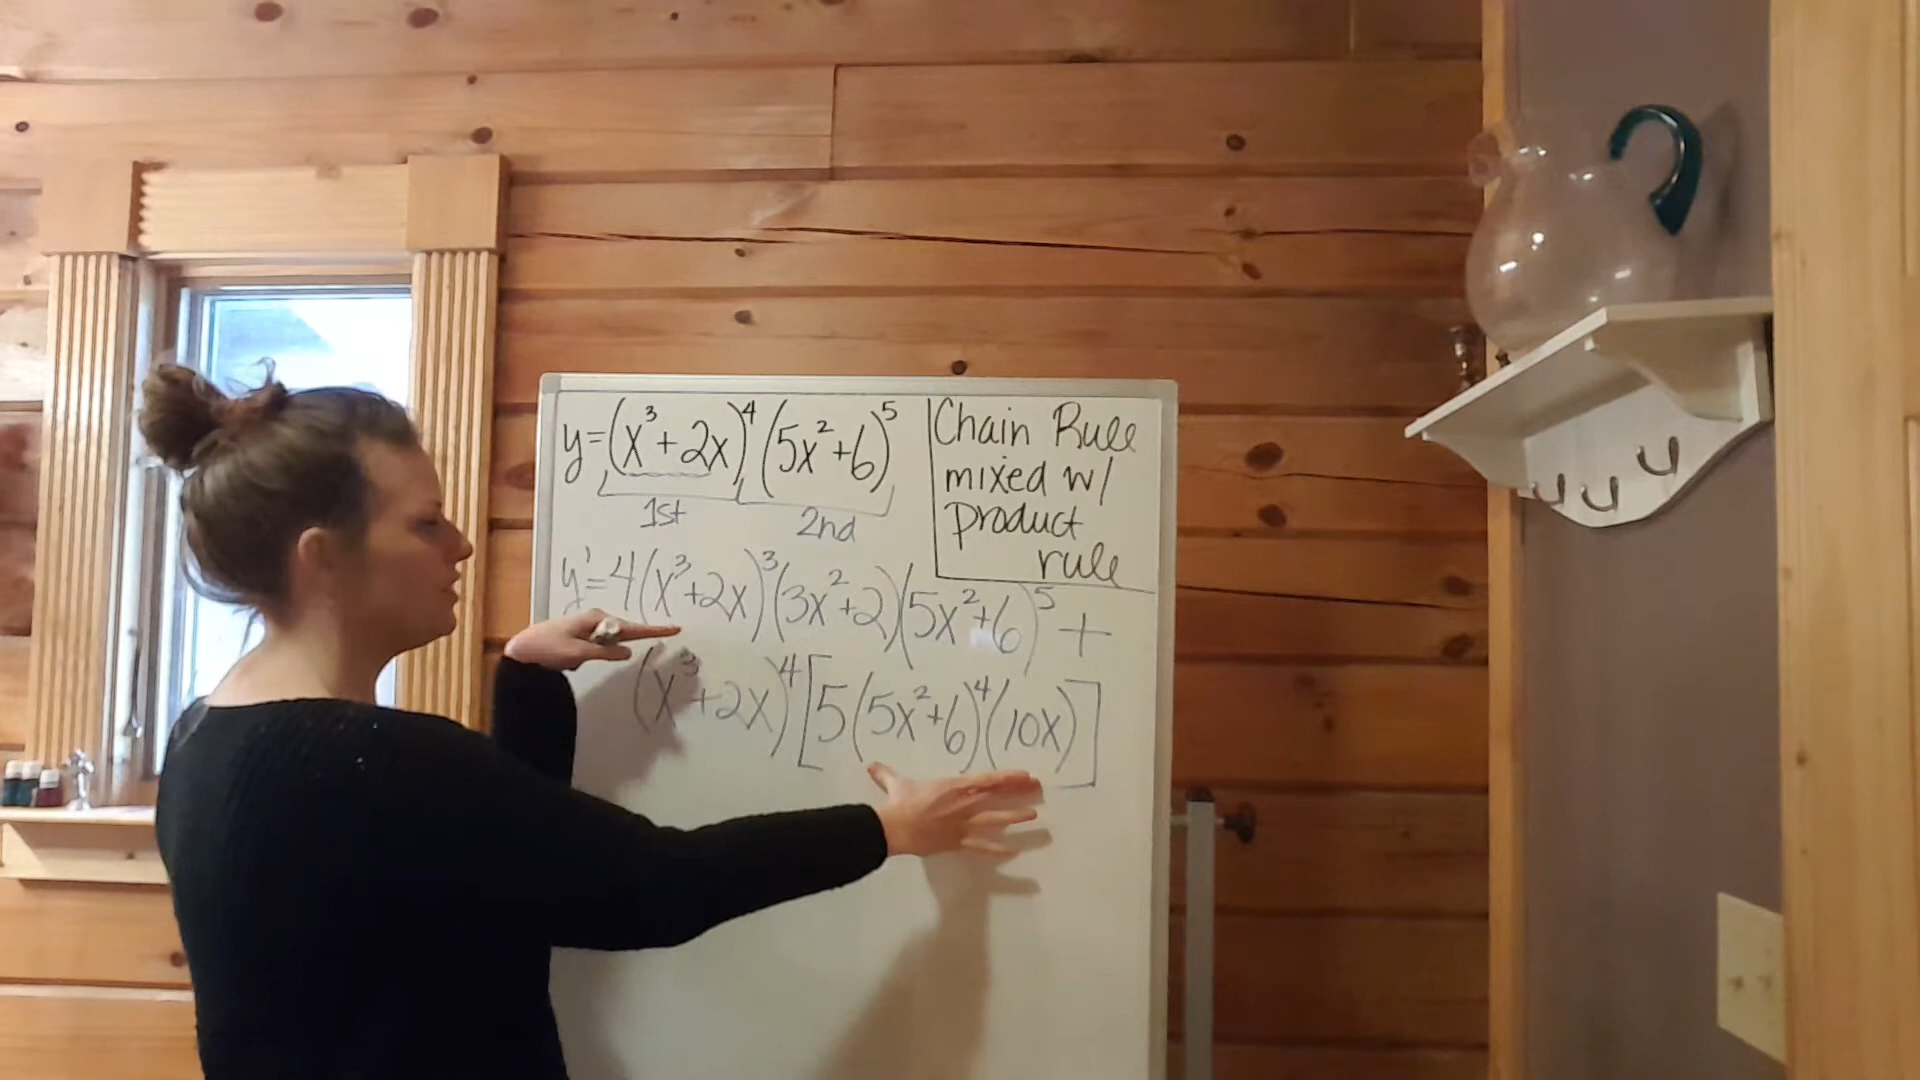 y=(x³+2x)⁴(5x²+6)⁵
1st 2nd
Chain Rule
mixed w/
product
rule
y'=4(x³+2x)³(3x²+2)(5x²+6)⁵+
(x³+2x)⁴[5(5x²+6)⁴(10x)]